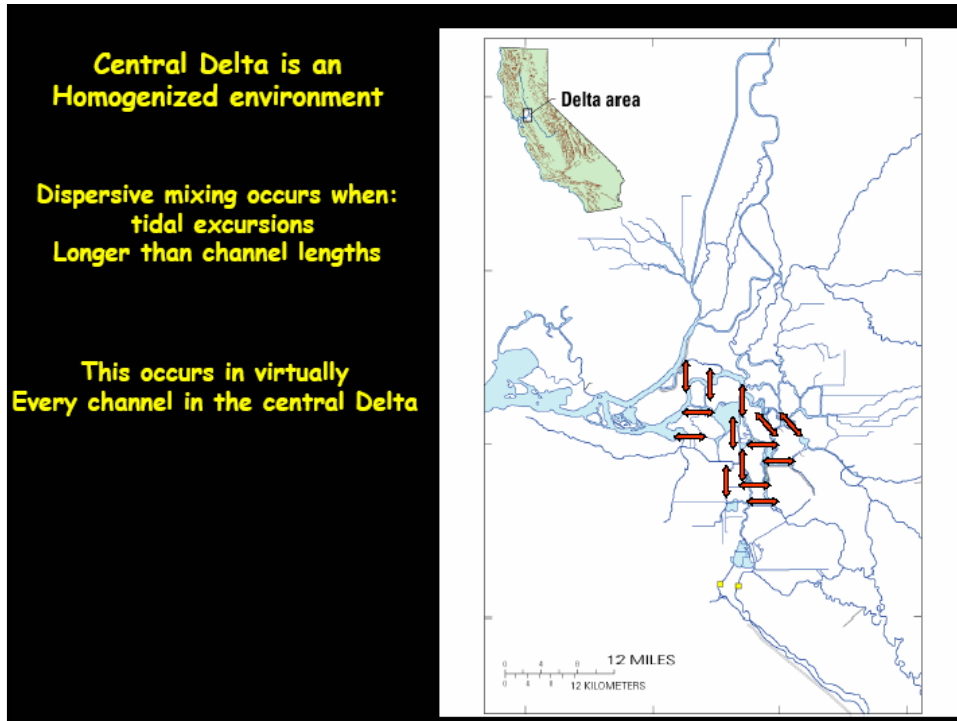 Central Delta is an
Homogenized environment
Dispersive mixing occurs when:
tidal excursions
Longer than channel lengths
This occurs in virtually
Every channel in the central Delta
Delta area
0 4 8 12 MILES
0 4 8 12 KILOMETERS